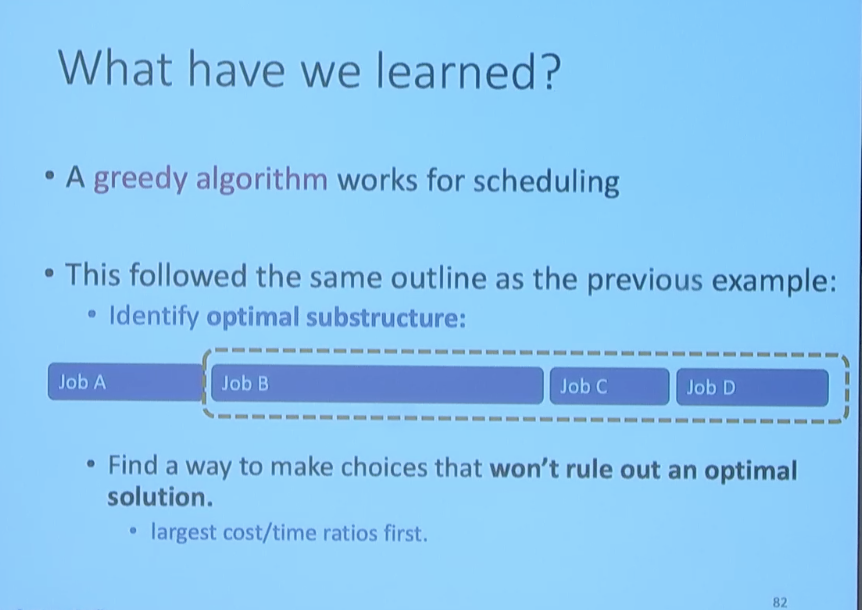 What have we learned?
• A greedy algorithm works for scheduling
• This followed the same outline as the previous example:
• Identify optimal substructure:
Job A
Job B
Job C
Job D
• Find a way to make choices that won't rule out an optimal
solution.
• largest cost/time ratios first.
82